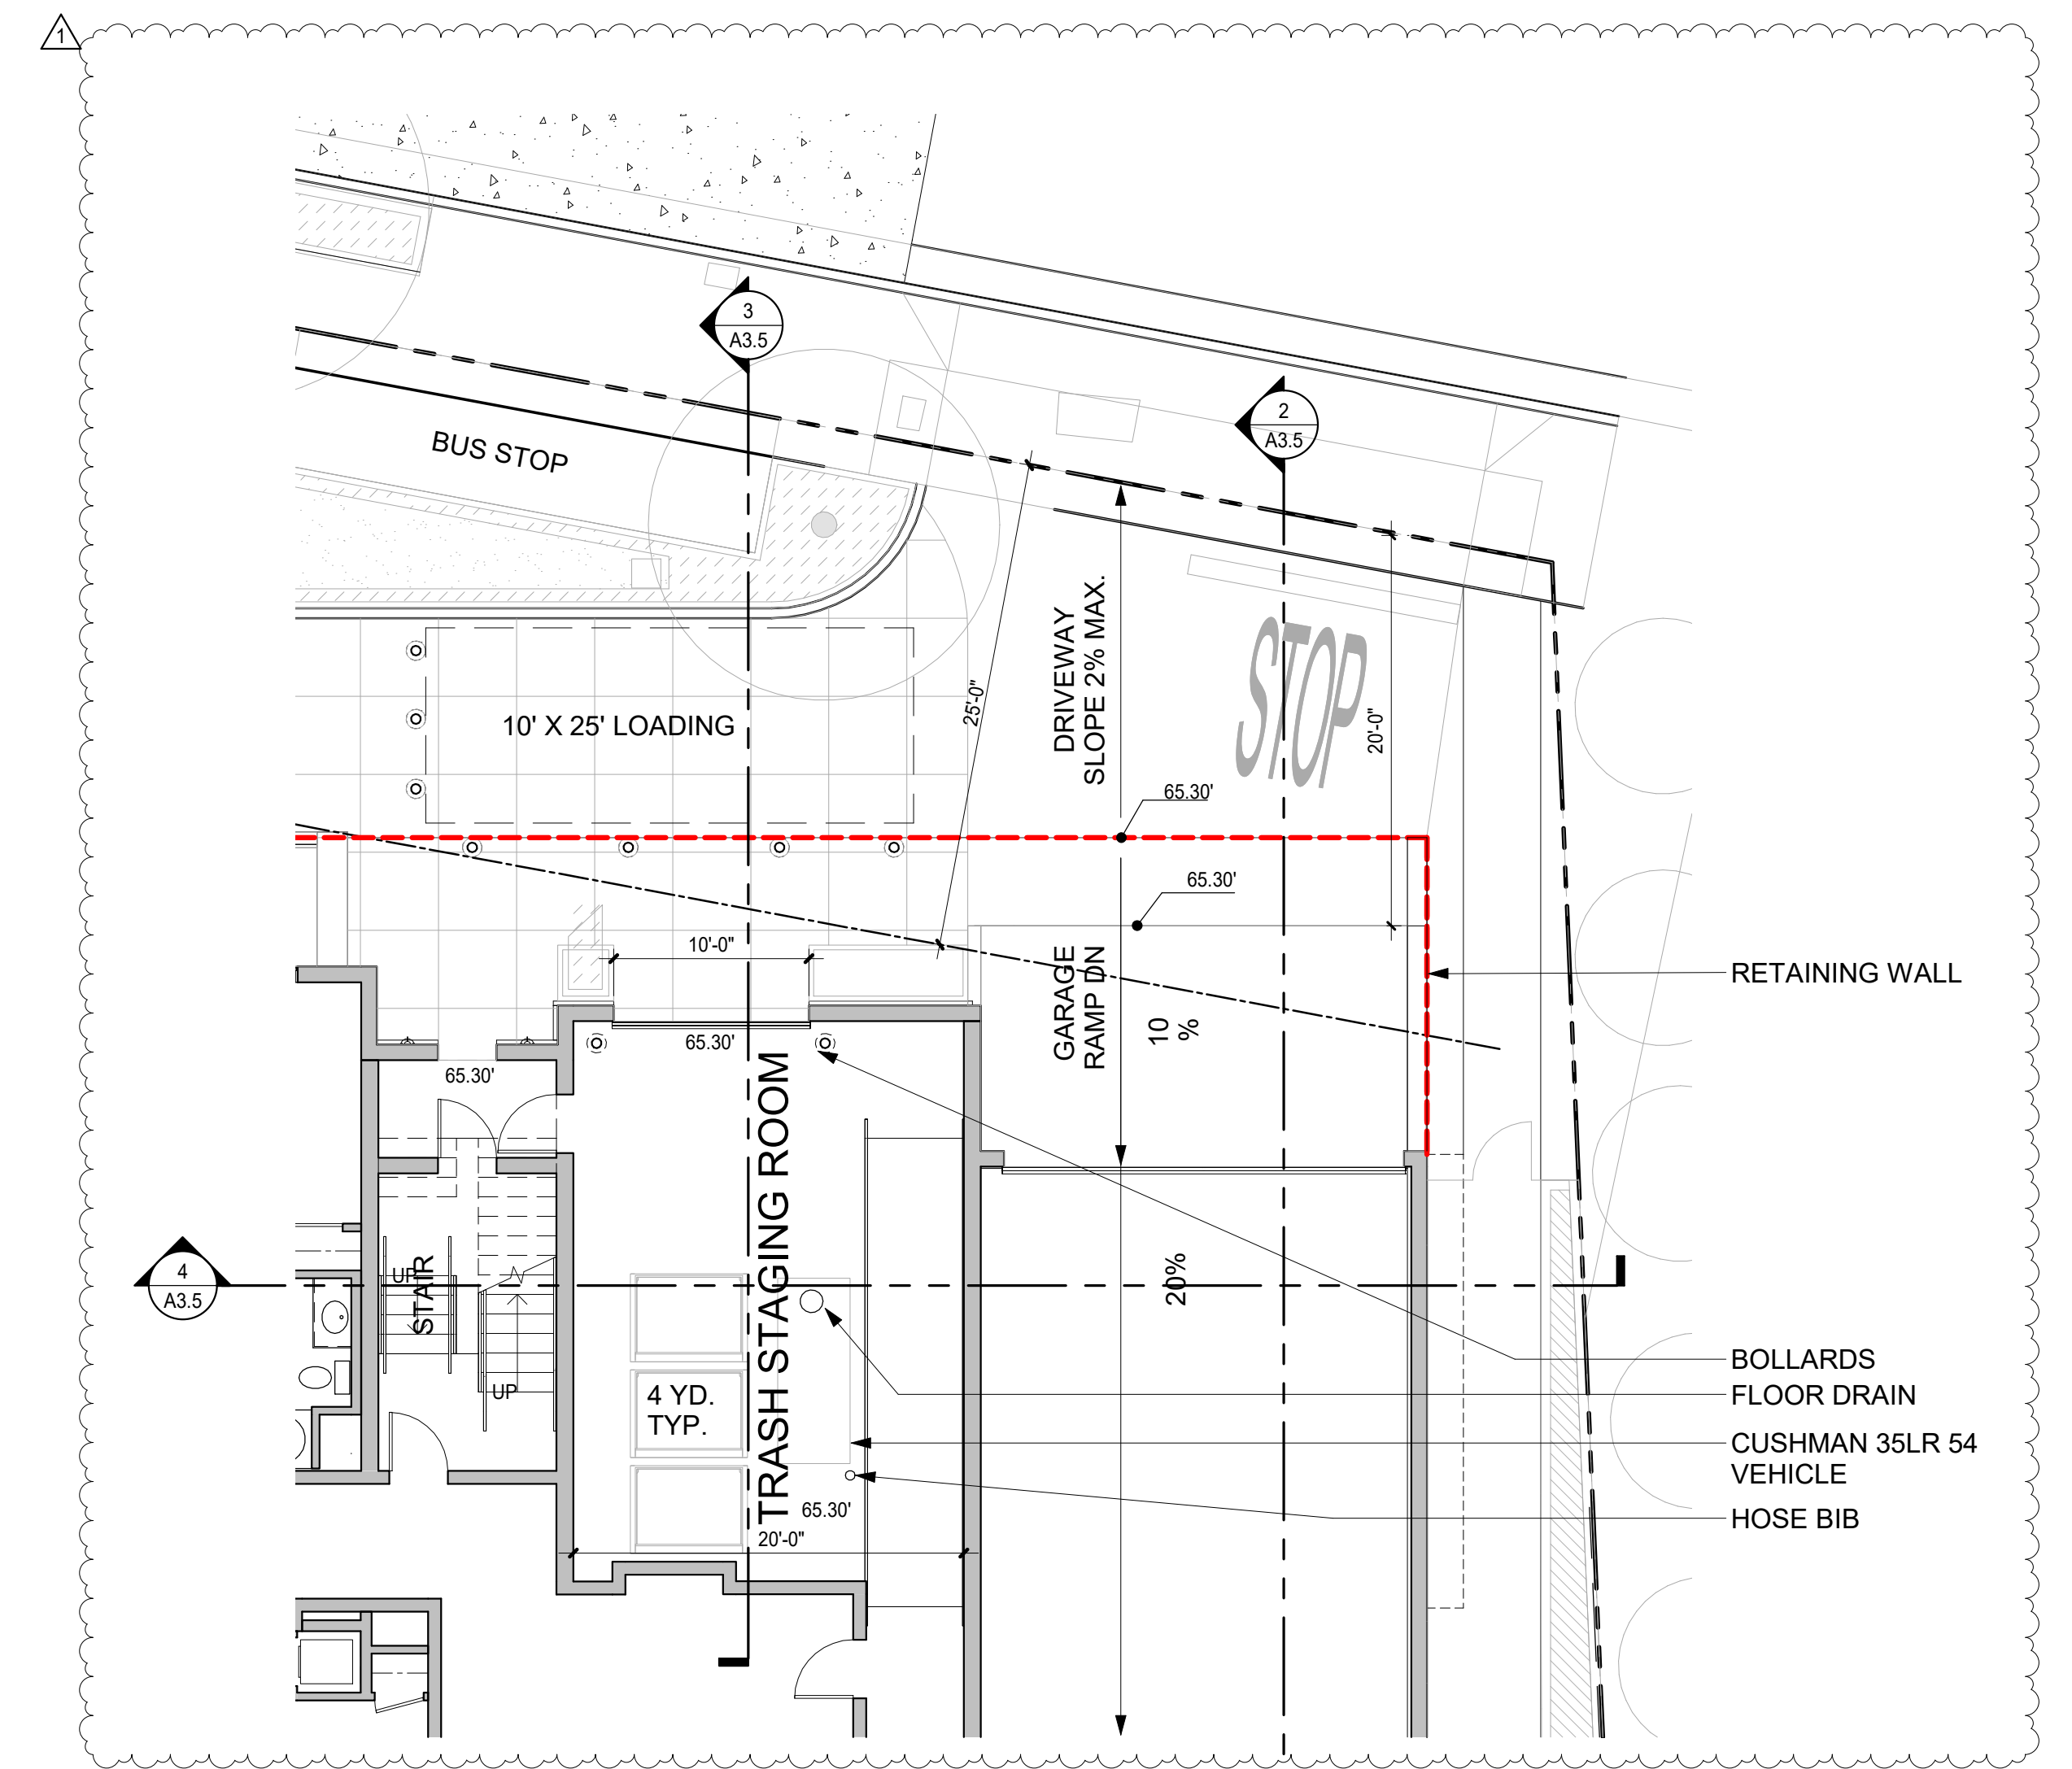 1
3
A3.5
2
A3.5
BUS STOP
DRIVEWAY
SLOPE 2% MAX.
STOP
25'-0"
20'-0"
10' X 25' LOADING
65.30'
65.30'
10'-0"
GARAGE
RAMP DN
10
%
RETAINING WALL
65.30'
65.30'
TRASH STAGING ROOM
4
A3.5
UP
STAIR
UP
20%
4 YD.
TYP.
BOLLARDS
FLOOR DRAIN
CUSHMAN 35LR 54
VEHICLE
HOSE BIB
65.30'
20'-0"